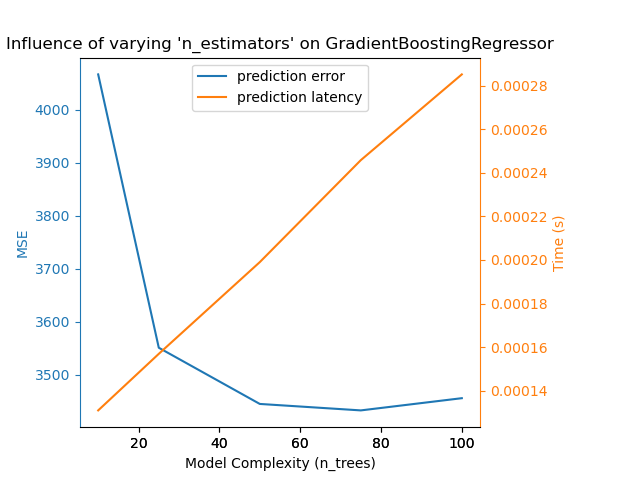 Influence of varying 'n_estimators' on GradientBoostingRegressor
prediction error
prediction latency
4000
3900
3800
3700
3600
3500
MSE
0.00028
0.00026
0.00024
0.00022
0.00020
0.00018
0.00016
0.00014
Time (s)
20 40 60 80 100
Model Complexity (n_trees)